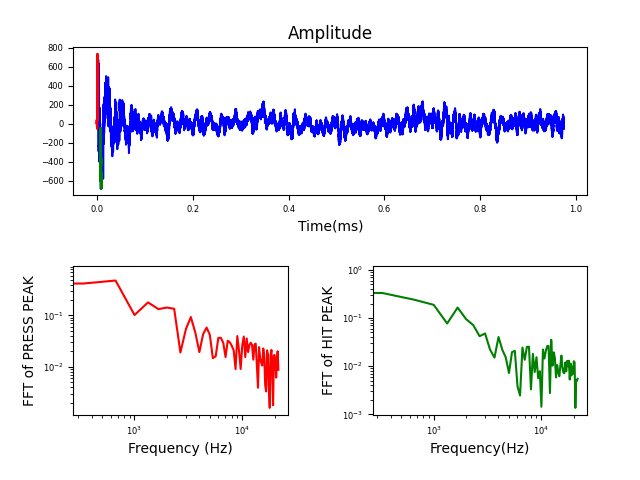 Amplitude
800
600
400
200
0
−200
−400
−600
0.0 0.2 0.4 0.6 0.8 1.0
Time(ms)
FFT of PRESS PEAK
10⁻¹
10⁻²
10³ 10⁴
Frequency (Hz)
FFT of HIT PEAK
10⁰
10⁻¹
10⁻²
10⁻³
10³ 10⁴
Frequency(Hz)